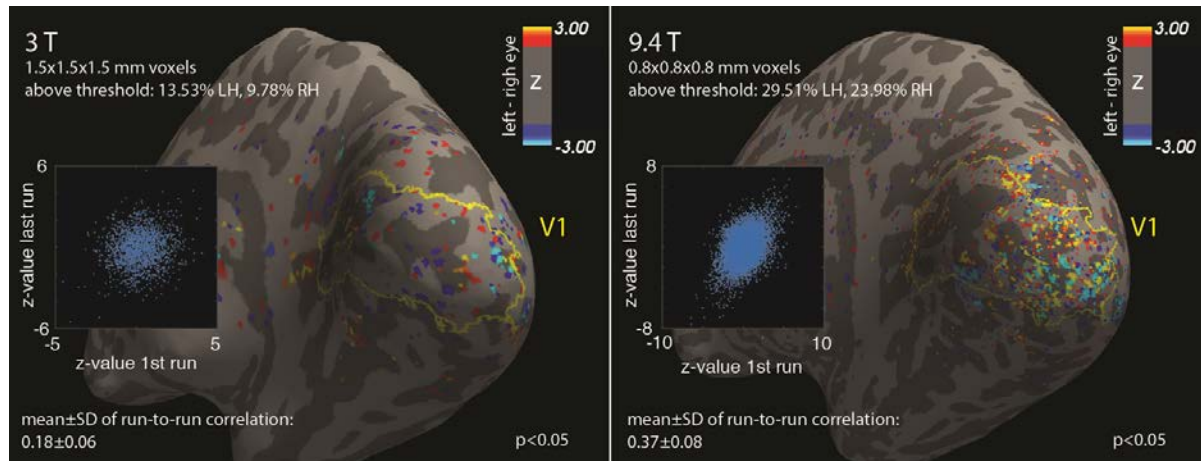 3 T
1.5x1.5x1.5 mm voxels
above threshold: 13.53% LH, 9.78% RH
3.00
left - righ eye
Z
-3.00
6
z-value last run
-6
-5
5
z-value 1st run
V1
mean±SD of run-to-run correlation:
0.18±0.06
p<0.05
9.4 T
0.8x0.8x0.8 mm voxels
above threshold: 29.51% LH, 23.98% RH
3.00
left - righ eye
Z
-3.00
8
z-value last run
-8
-10
10
z-value 1st run
V1
mean±SD of run-to-run correlation:
0.37±0.08
p<0.05